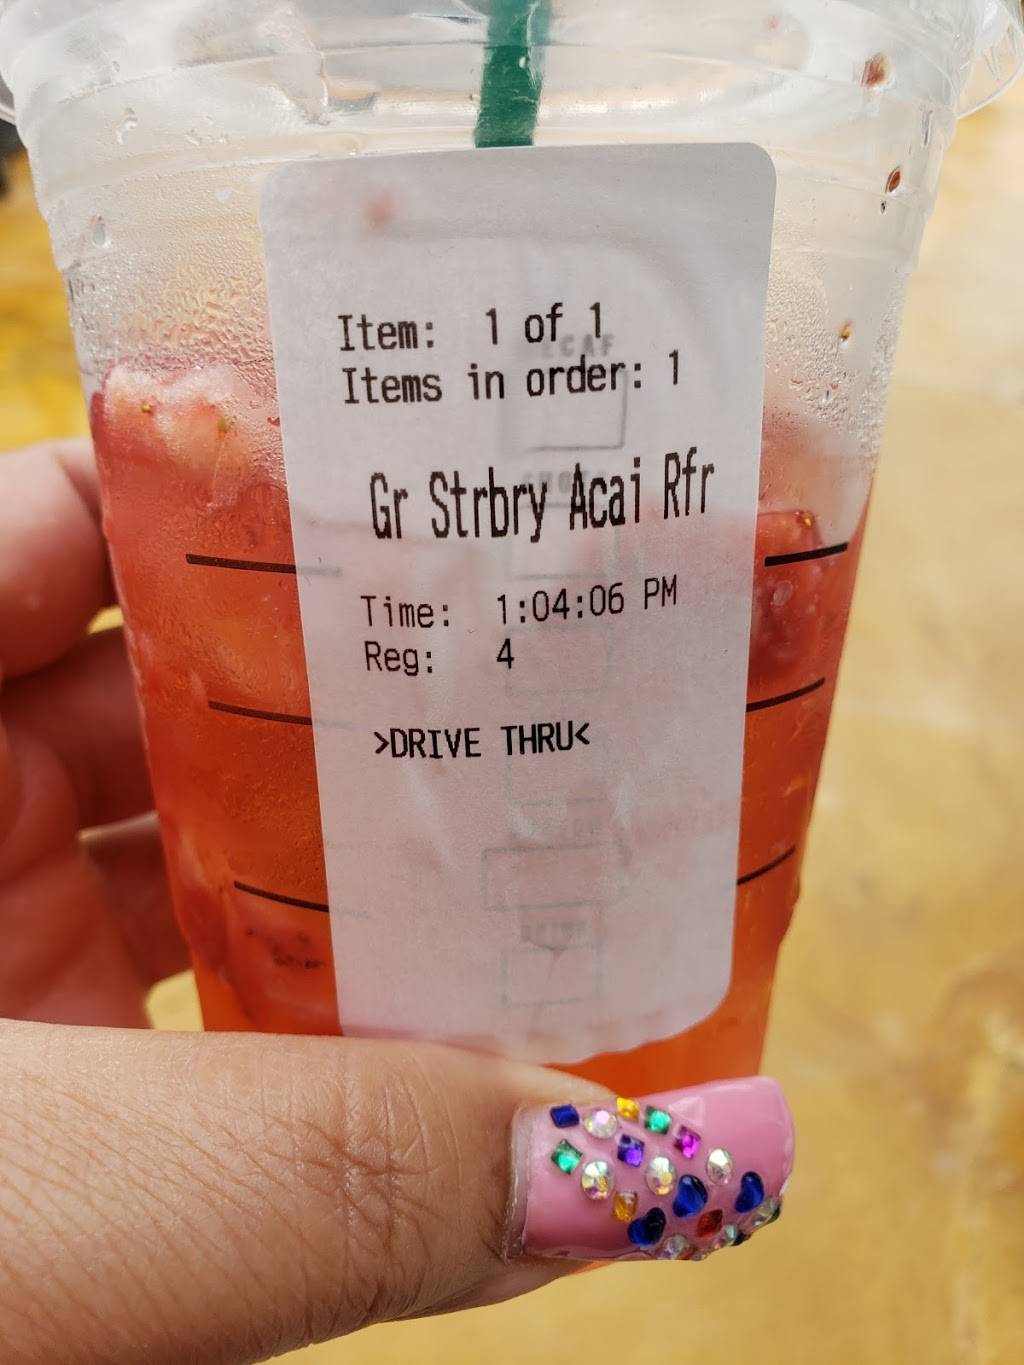 Item: 1 of 1
DECAF
Items in order: 1
Gr Strbry Acai Rfr
Time: 1:04:06 PM
Reg: 4
>DRIVE THRU<